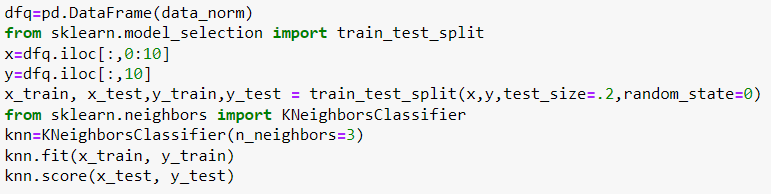 dfq=pd.DataFrame(data_norm)
from sklearn.model_selection import train_test_split
x=dfq.iloc[:,0:10]
y=dfq.iloc[:,10]
x_train, x_test,y_train,y_test = train_test_split(x,y,test_size=.2,random_state=0)
from sklearn.neighbors import KNeighborsClassifier
knn=KNeighborsClassifier(n_neighbors=3)
knn.fit(x_train, y_train)
knn.score(x_test, y_test)